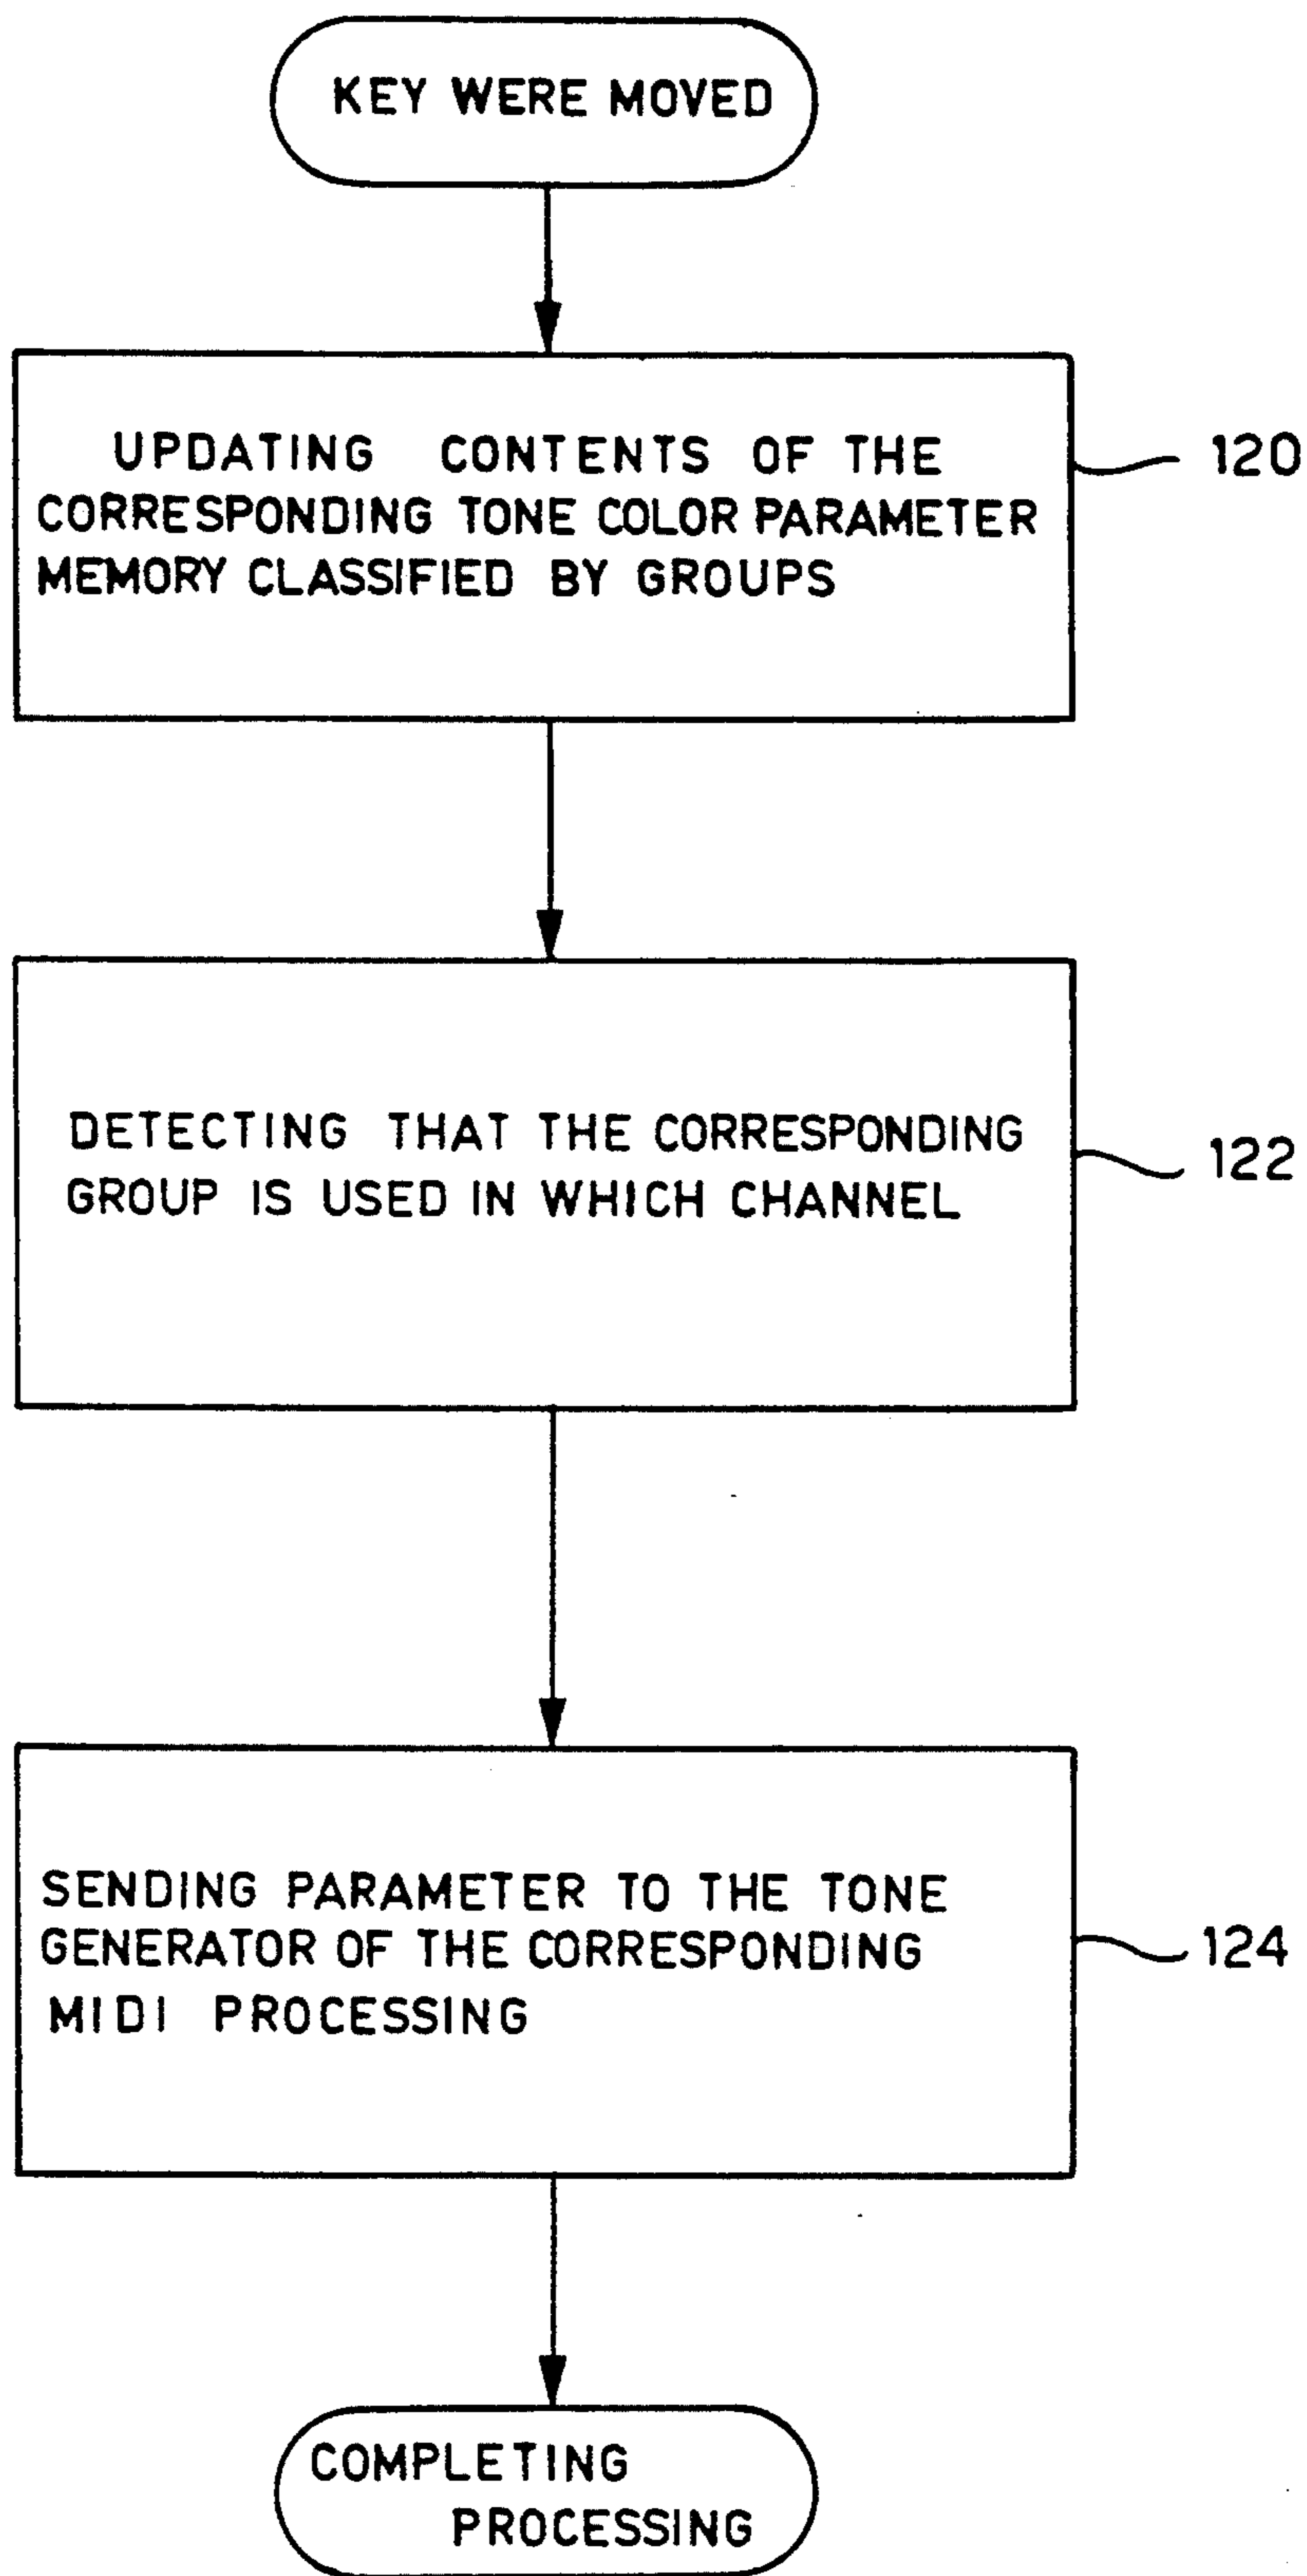 KEY WERE MOVED
UPDATING CONTENTS OF THE
CORRESPONDING TONE COLOR PARAMETER
MEMORY CLASSIFIED BY GROUPS
120
DETECTING THAT THE CORRESPONDING
GROUP IS USED IN WHICH CHANNEL
122
SENDING PARAMETER TO THE TONE
GENERATOR OF THE CORRESPONDING
MIDI PROCESSING
124
COMPLETING
PROCESSING